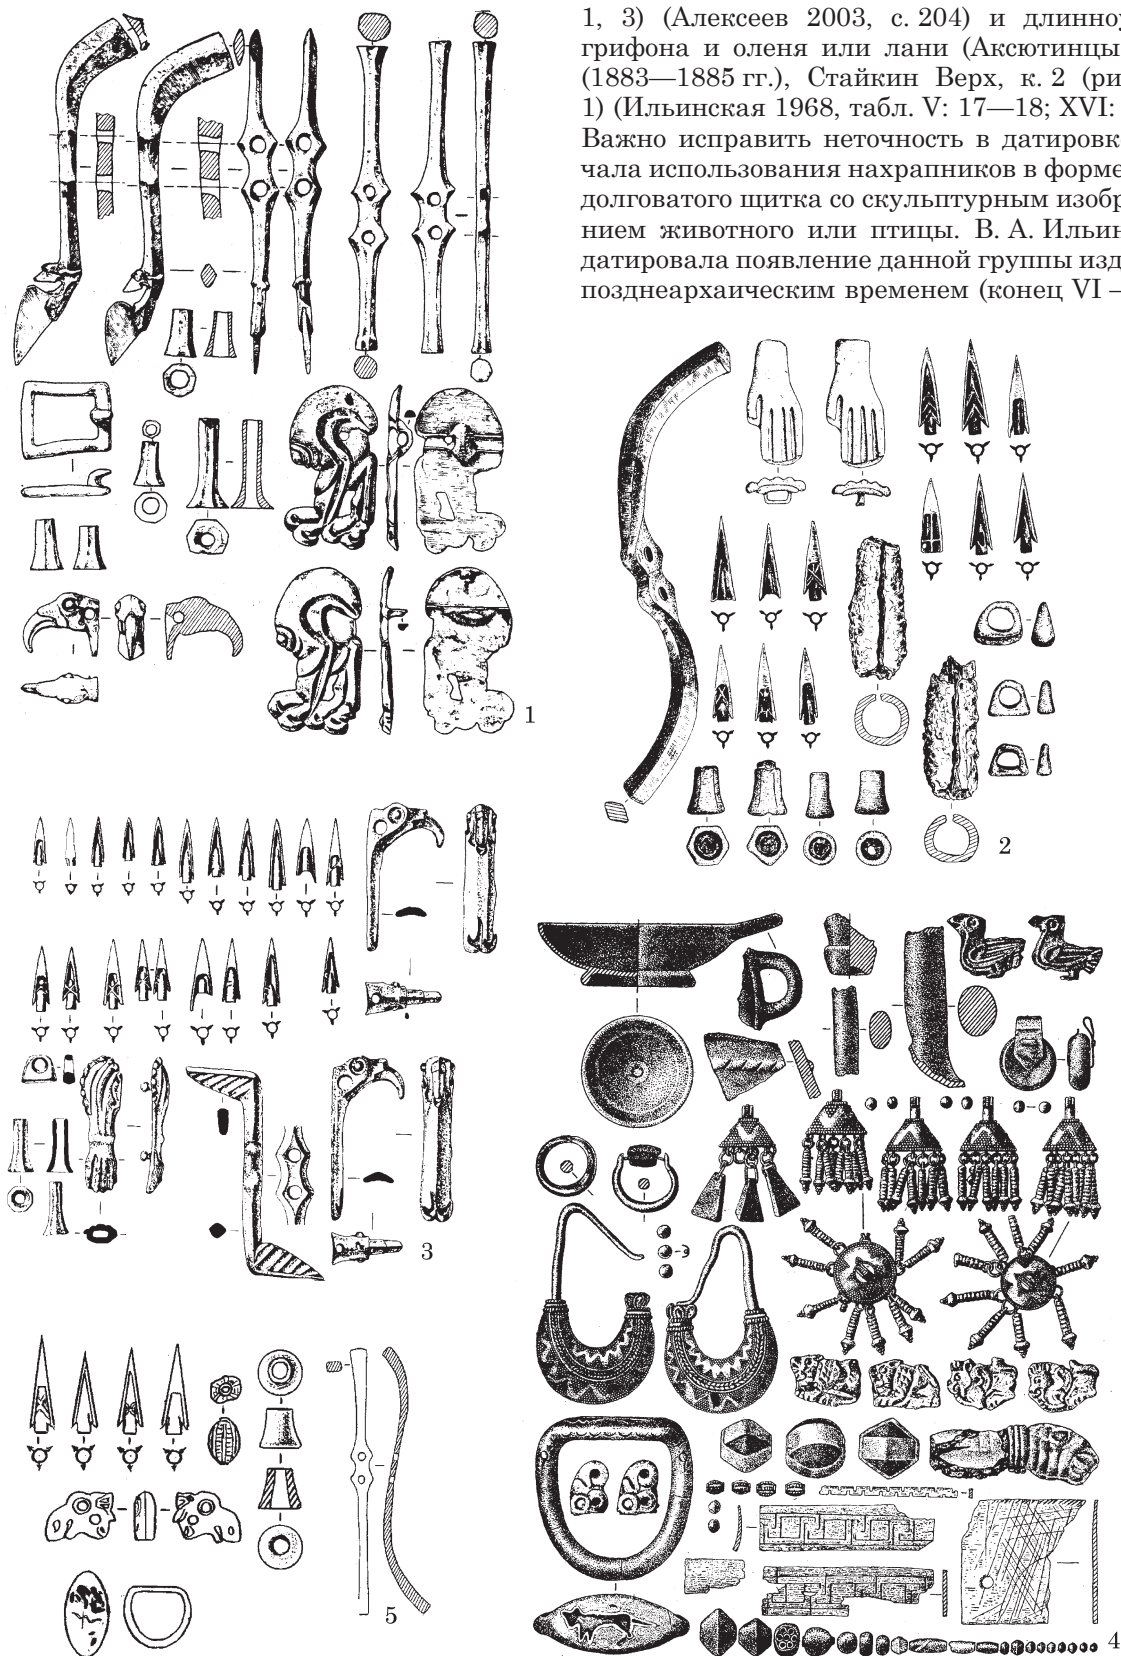 1, 3) (Алексеев 2003, с. 204) и длинно
грифона и оленя или лани (Аксютинцы
(1883—1885 гг.), Стайкин Верх, к. 2 (ри
1) (Ильинская 1968, табл. V: 17—18; XVI:
Важно исправить неточность в датировк
чала использования нахрапников в форме
долговатого щитка со скульптурным изобр
нием животного или птицы. В. А. Ильин
датировала появление данной группы изд
позднеархаическим временем (конец VI –
1
2
3
4
5